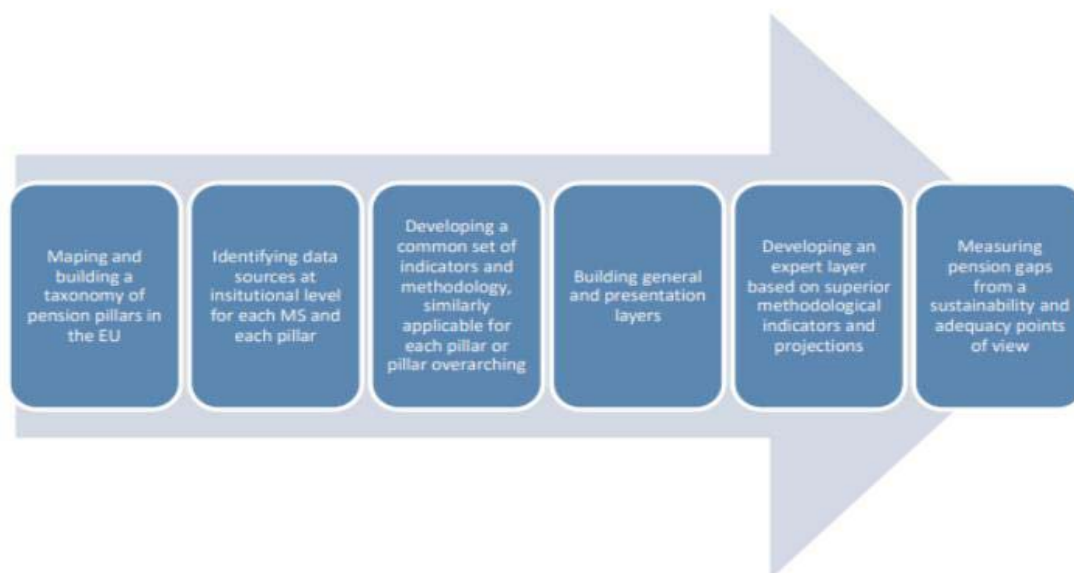 Maping and
building a
taxonomy of
pension pillars in
the EU
Identifying data
sources at
insitutional level
for each MS and
each pillar
Developing a
common set of
indicators and
methodology,
similarly
applicable for
each pillar or
pillar overarching
Building general
and presentation
layers
Developing an
expert layer
based on superior
methodological
indicators and
projections
Measuring
pension gaps
from a
sustainability and
adequacy points
of view